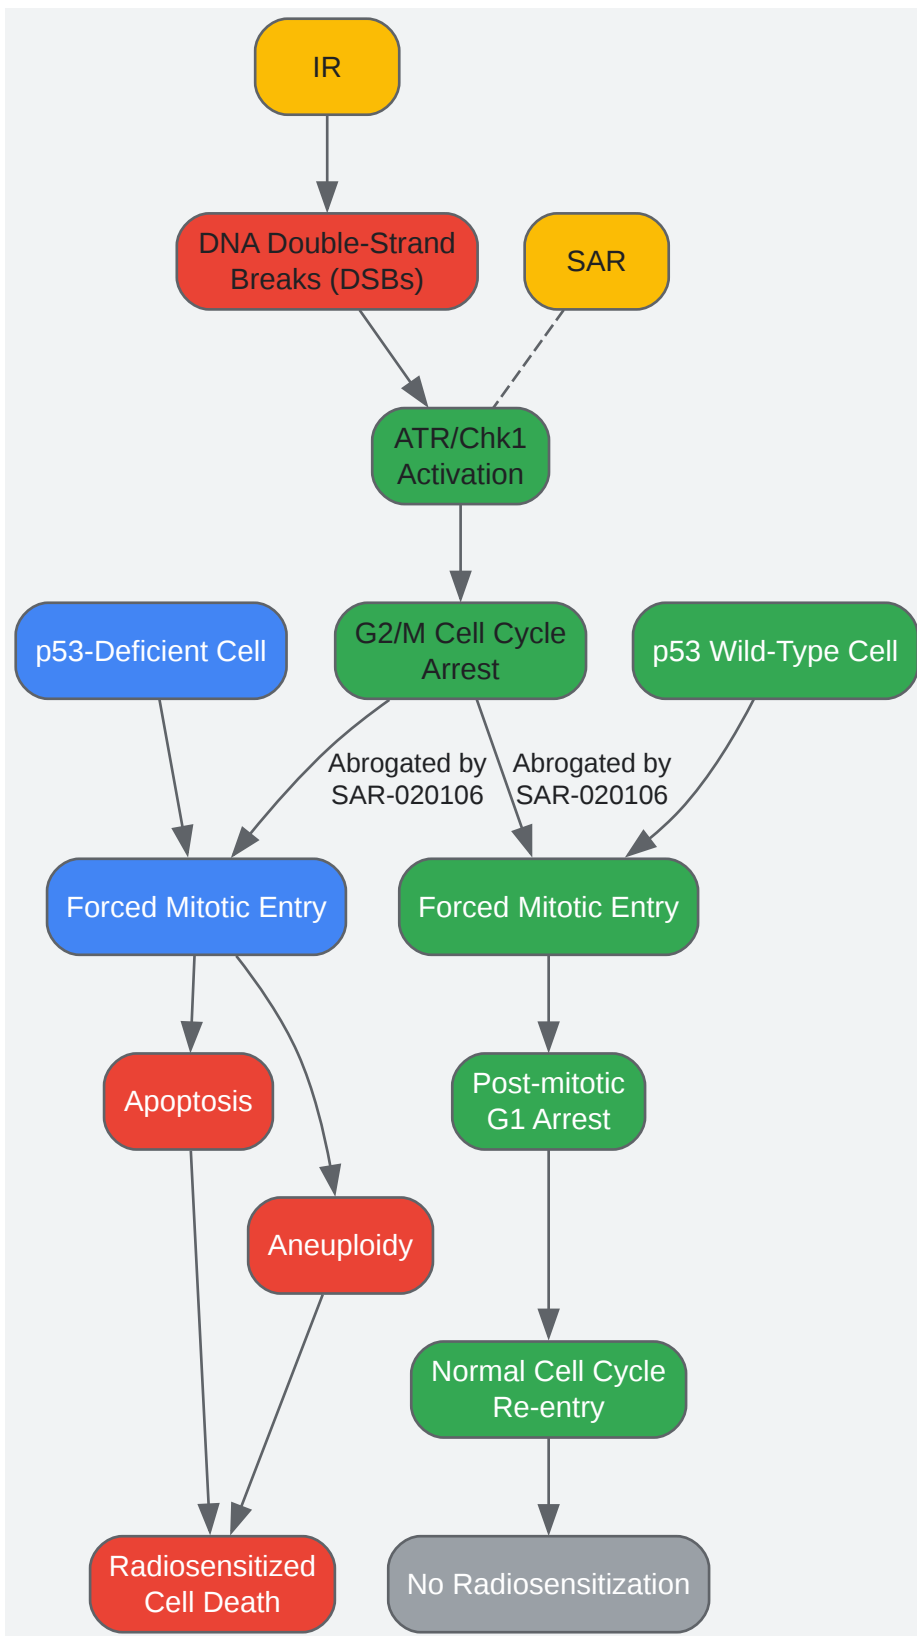 IR
DNA Double-Strand
Breaks (DSBs)
SAR
ATR/Chk1
Activation
p53-Deficient Cell
G2/M Cell Cycle
Arrest
p53 Wild-Type Cell
Abrogated by
SAR-020106
Abrogated by
SAR-020106
Forced Mitotic Entry
Forced Mitotic Entry
Apoptosis
Post-mitotic
G1 Arrest
Aneuploidy
Normal Cell Cycle
Re-entry
Radiosensitized
Cell Death
No Radiosensitization